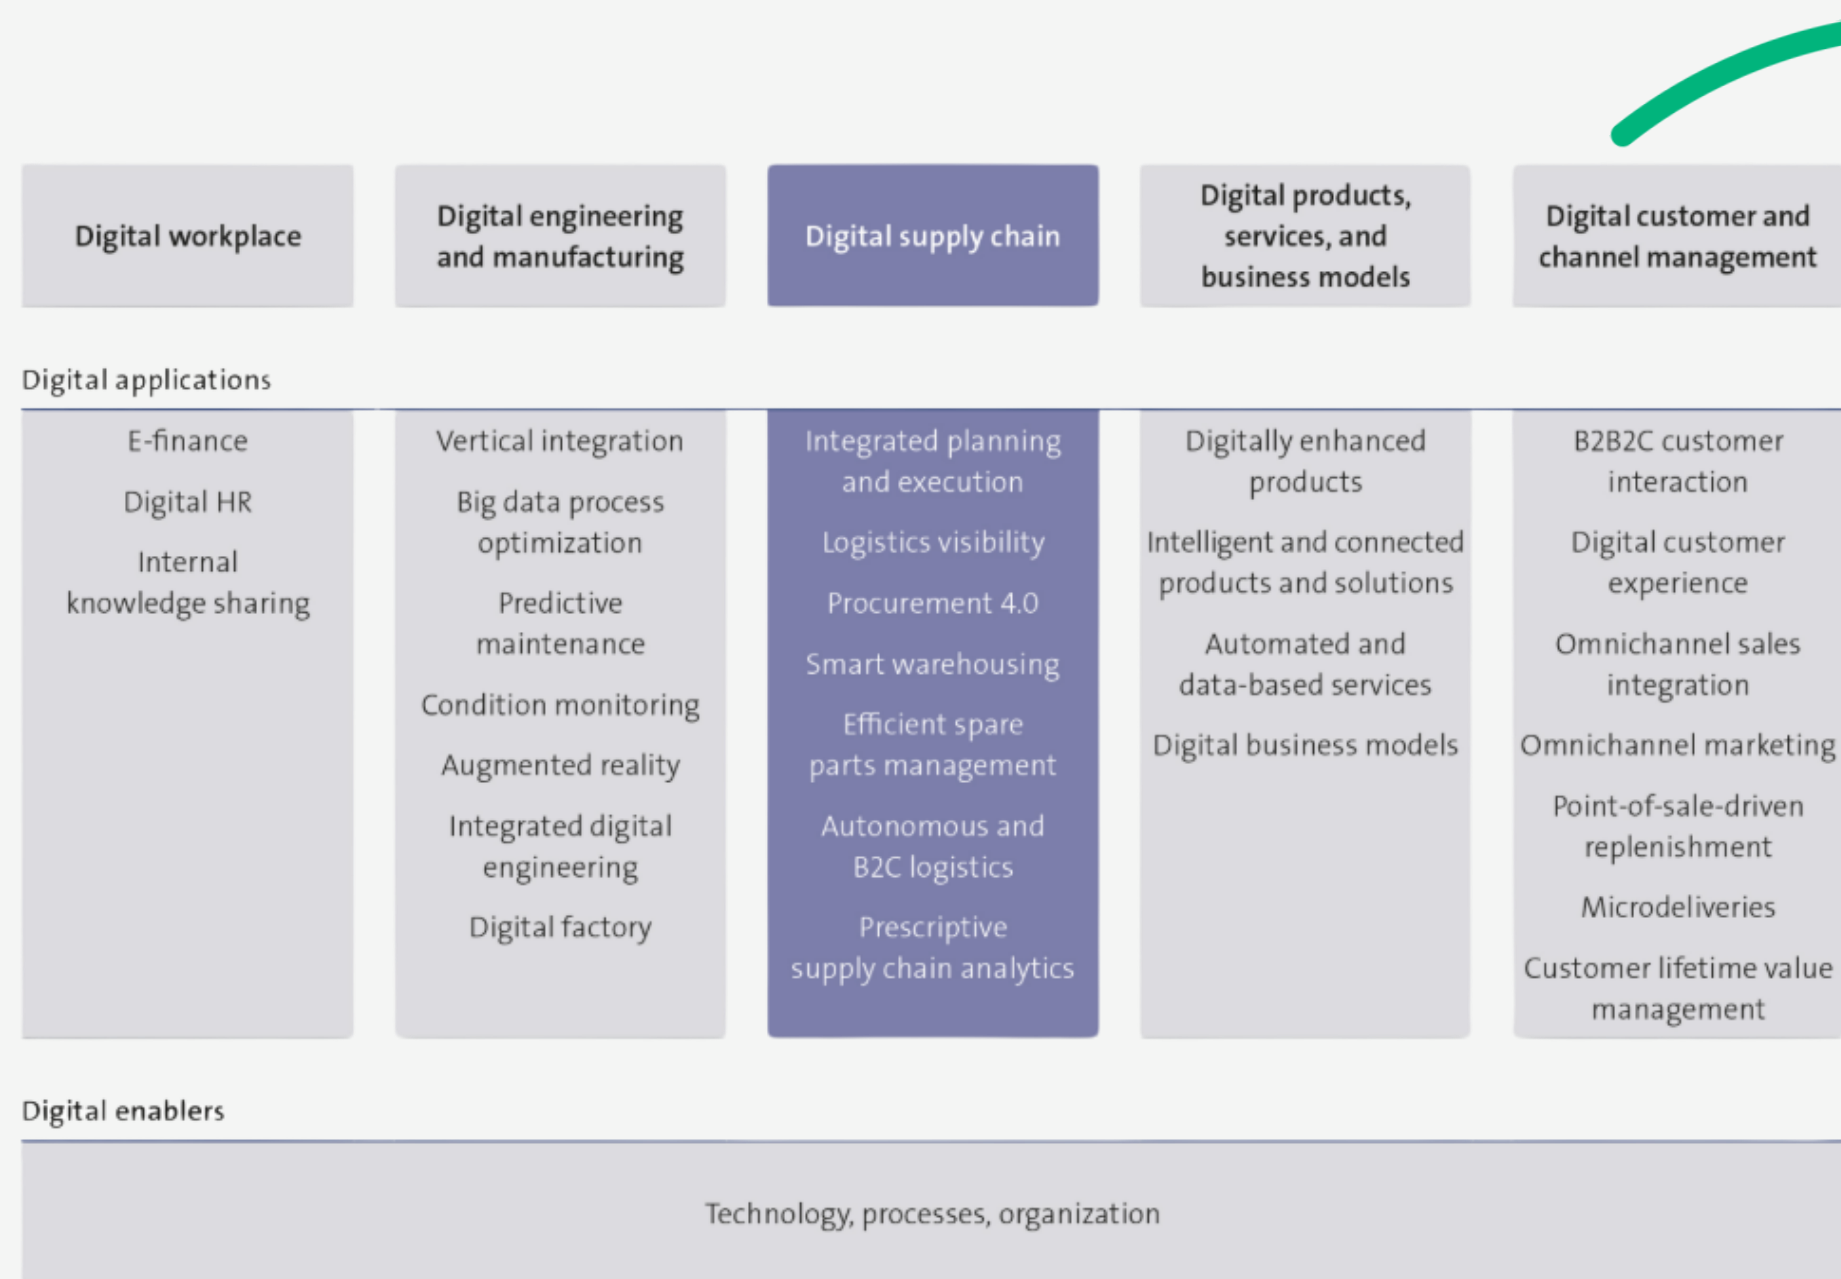 Digital workplace
Digital engineering
and manufacturing
Digital supply chain
Digital products,
services, and
business models
Digital customer and
channel management
Digital applications
E-finance
Digital HR
Internal
knowledge sharing
Vertical integration
Big data process
optimization
Predictive
maintenance
Condition monitoring
Augmented reality
Integrated digital
engineering
Digital factory
Integrated planning
and execution
Logistics visibility
Procurement 4.0
Smart warehousing
Efficient spare
parts management
Autonomous and
B2C logistics
Prescriptive
supply chain analytics
Digitally enhanced
products
Intelligent and connected
products and solutions
Automated and
data-based services
Digital business models
B2B2C customer
interaction
Digital customer
experience
Omnichannel sales
integration
Omnichannel marketing
Point-of-sale-driven
replenishment
Microdeliveries
Customer lifetime value
management
Digital enablers
Technology, processes, organization